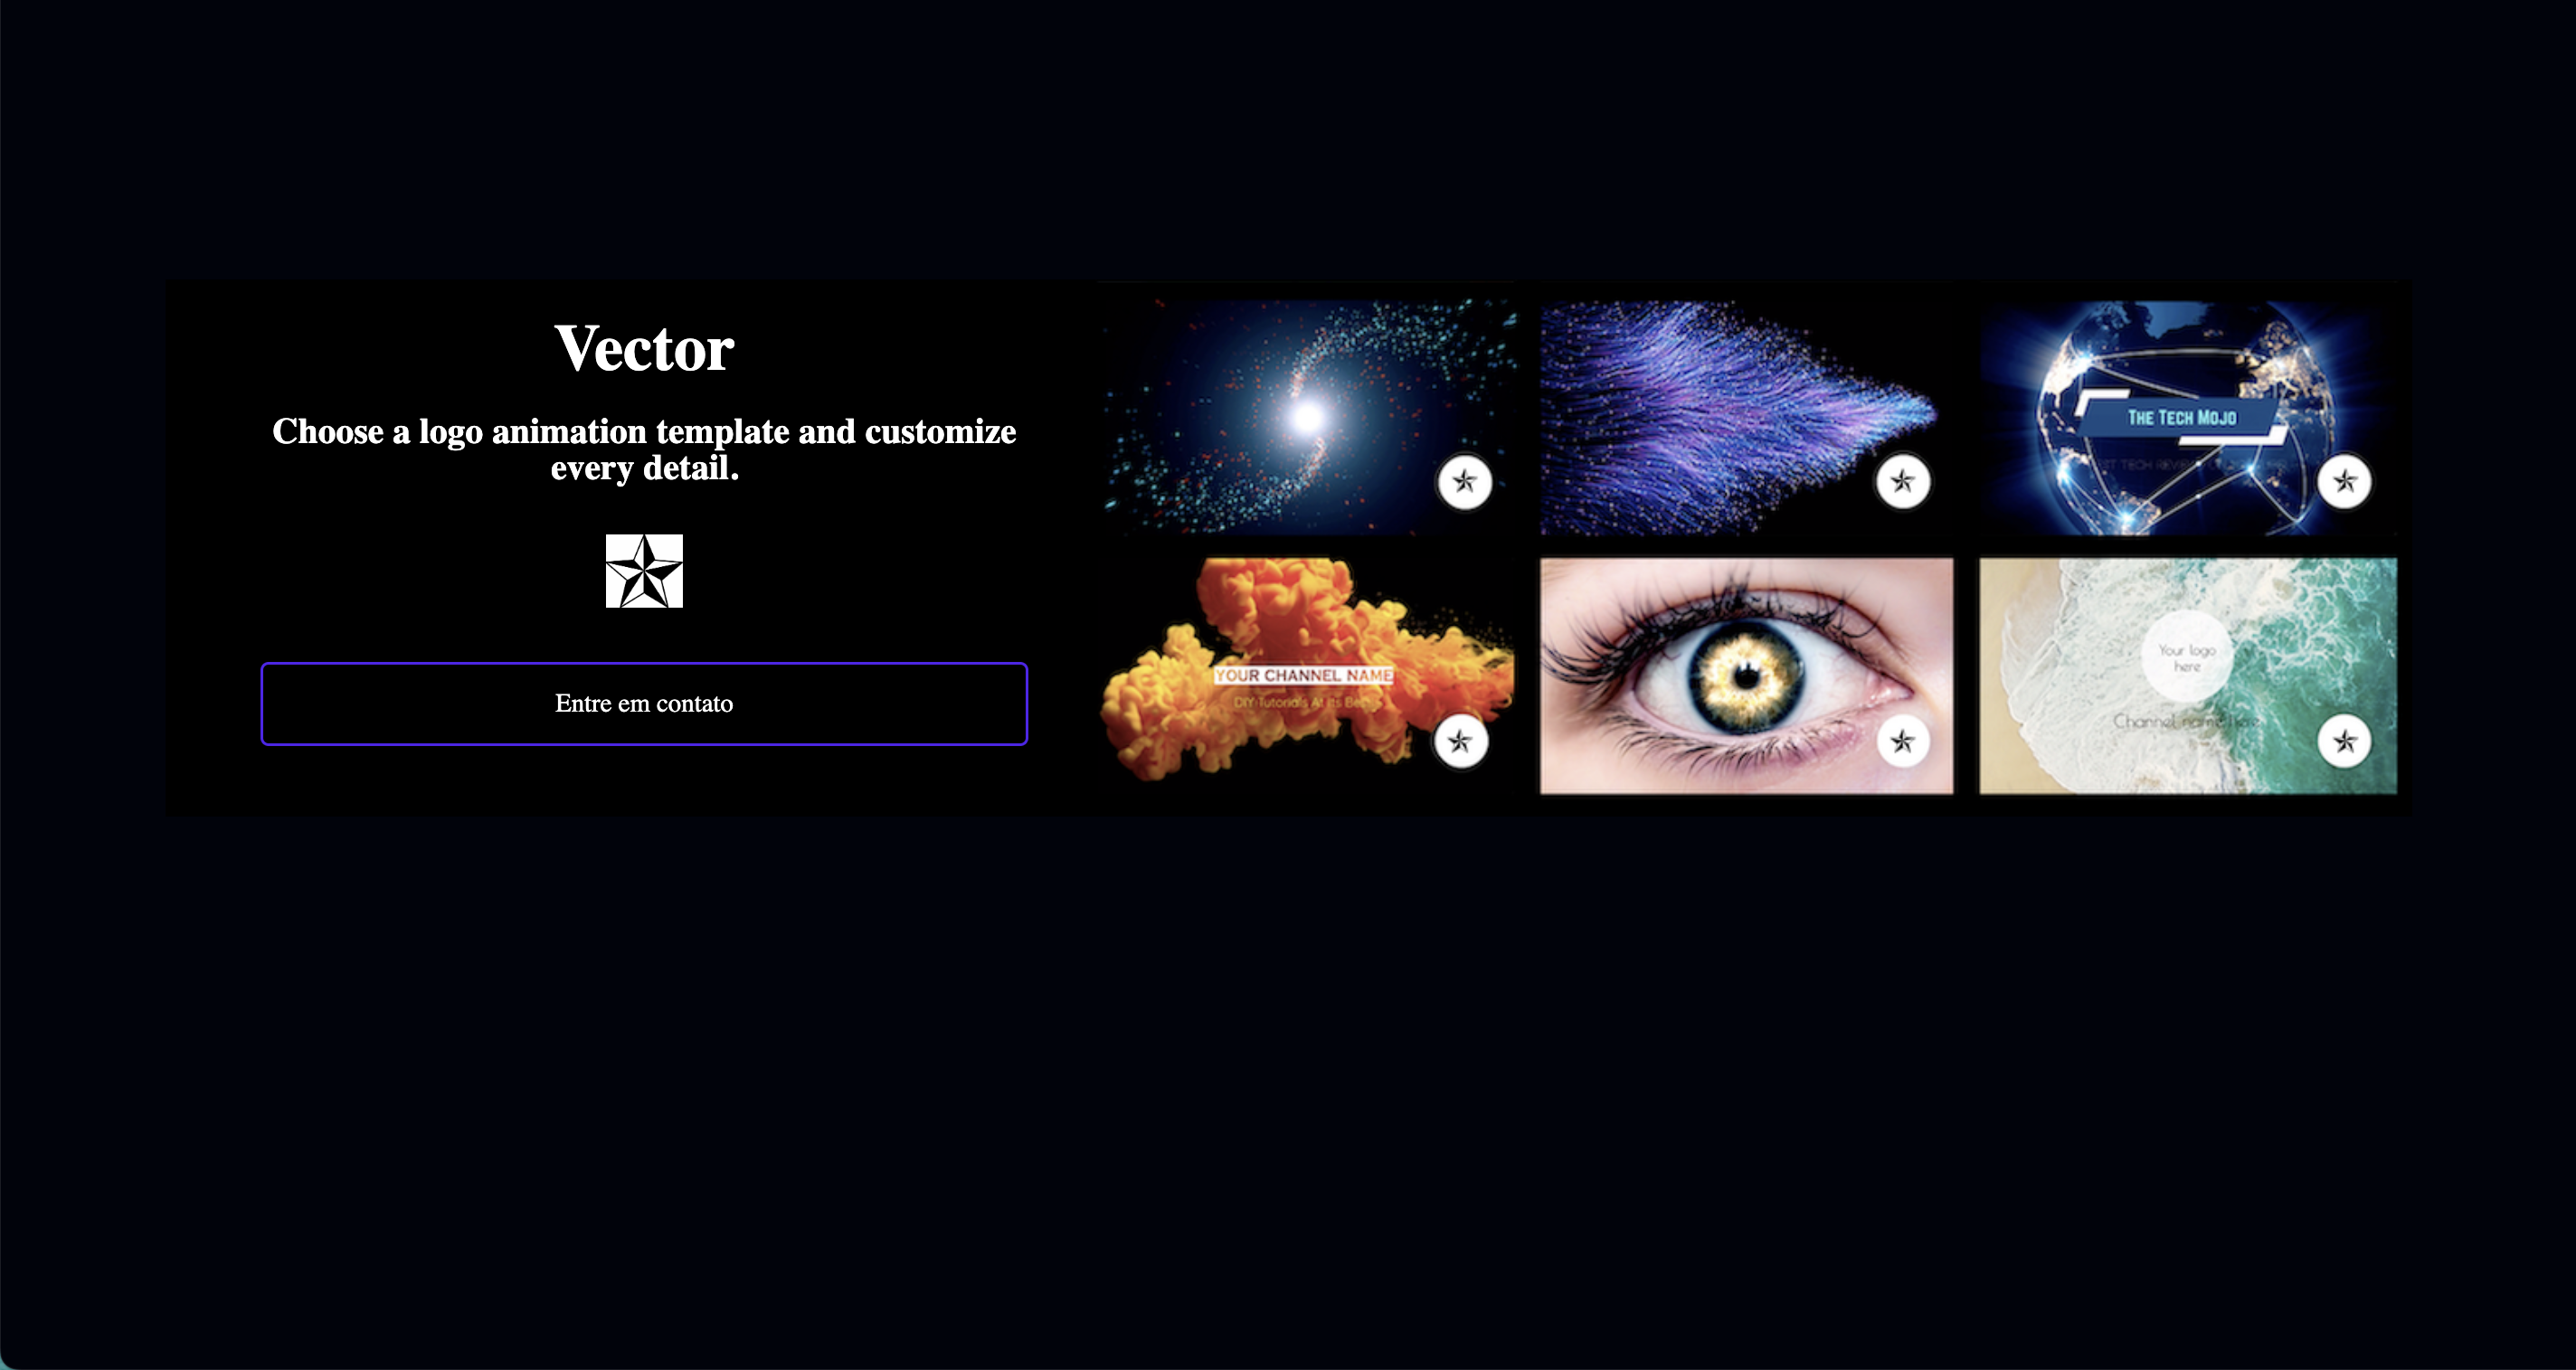 Vector
Choose a logo animation template and customize
every detail.
Entre em contato
THE TECH MOJO
YOUR CHANNEL NAME
DIY Tutorials At Its Best
Your logo
here
Channel name here